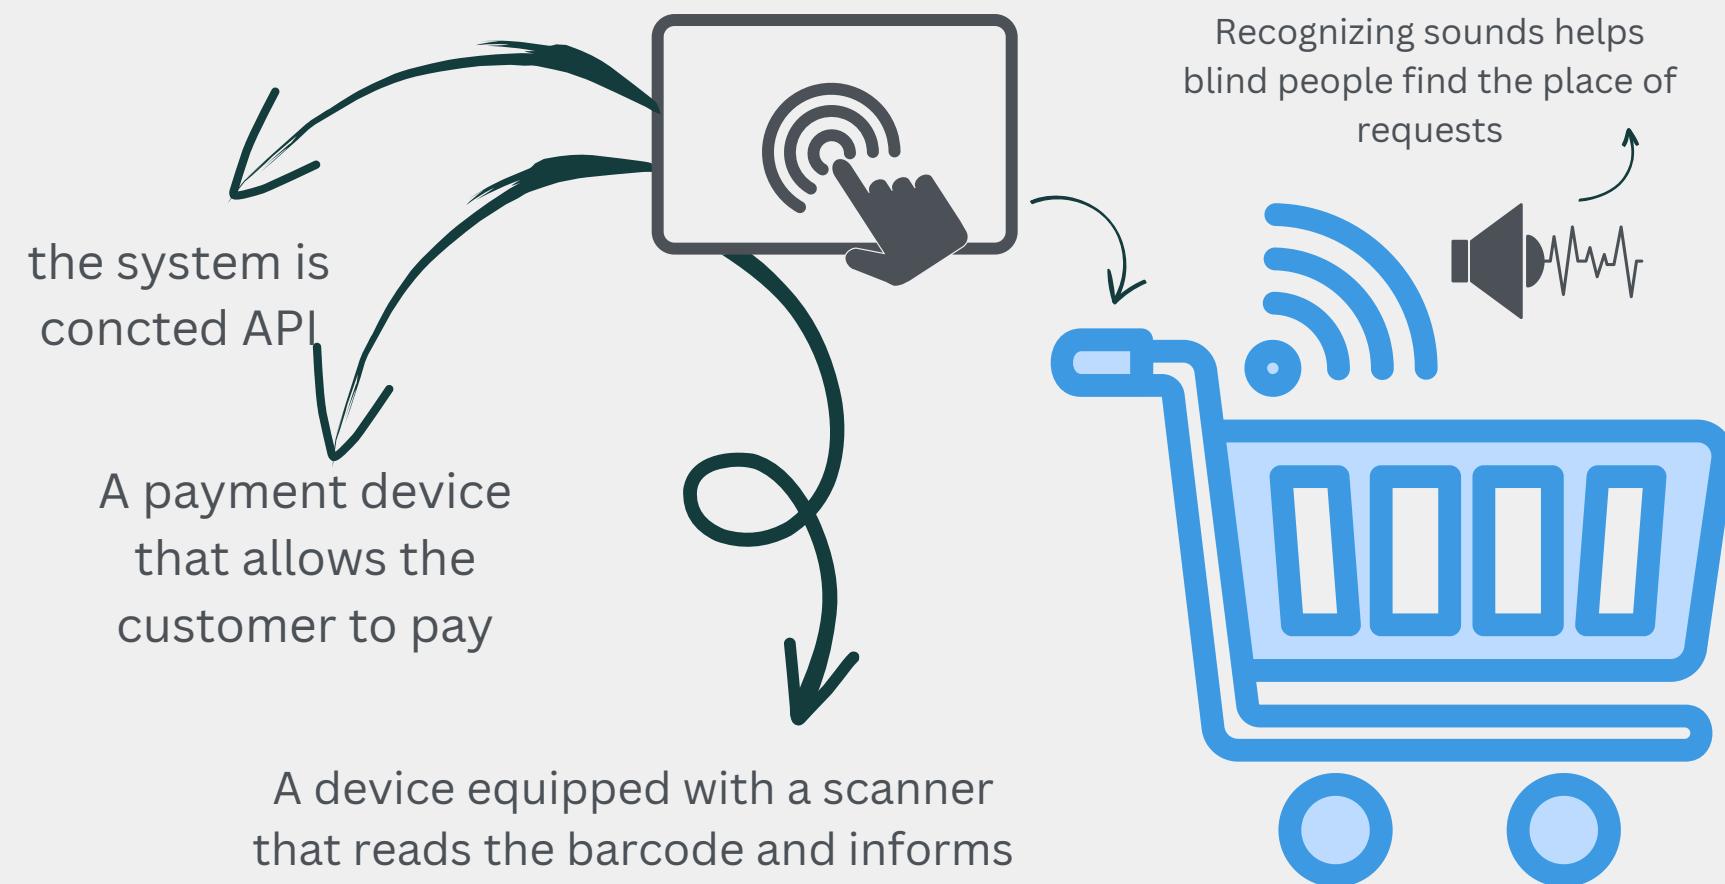 Recognizing sounds helps
blind people find the place of
requests
the system is
concted API
A payment device
that allows the
customer to pay
A device equipped with a scanner
that reads the barcode and informs